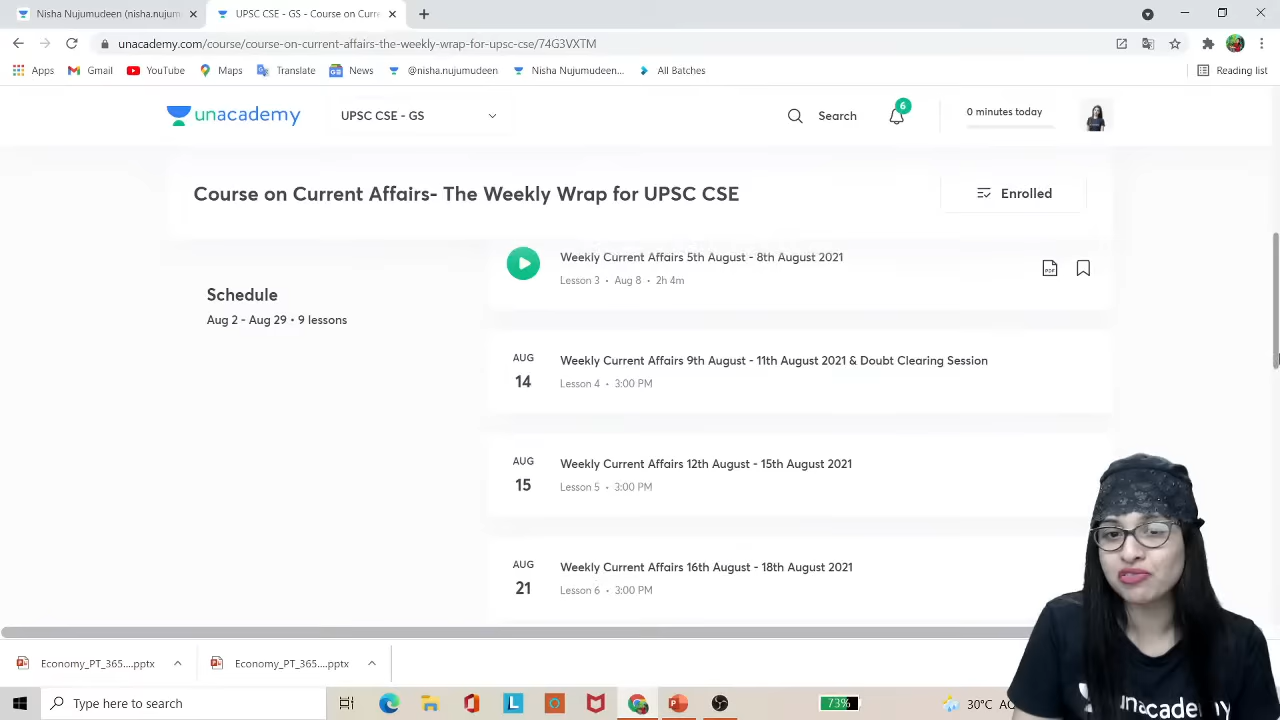 Nisha Nujumudeen (nisha.nujum
UPSC CSE - GS - Course on Curre
unacademy.com/course/course-on-current-affairs-the-weekly-wrap-for-upsc-cse/74G3VXTM
Apps
Gmail
YouTube
Maps
Translate
News
@nisha.nujumudeen
Nisha Nujumudeen...
All Batches
Reading list
unacademy
UPSC CSE - GS
Search
6
0 minutes today
Course on Current Affairs- The Weekly Wrap for UPSC CSE
Enrolled
Schedule
Aug 2 - Aug 29 • 9 lessons
Weekly Current Affairs 5th August - 8th August 2021
Lesson 3 • Aug 8 • 2h 4m
PDF
AUG
14
Weekly Current Affairs 9th August - 11th August 2021 & Doubt Clearing Session
Lesson 4 • 3:00 PM
AUG
15
Weekly Current Affairs 12th August - 15th August 2021
Lesson 5 • 3:00 PM
AUG
21
Weekly Current Affairs 16th August - 18th August 2021
Lesson 6 • 3:00 PM
Economy_PT_365....pptx
Economy_PT_365....pptx
Type here to search
73%
30°C
unacademy